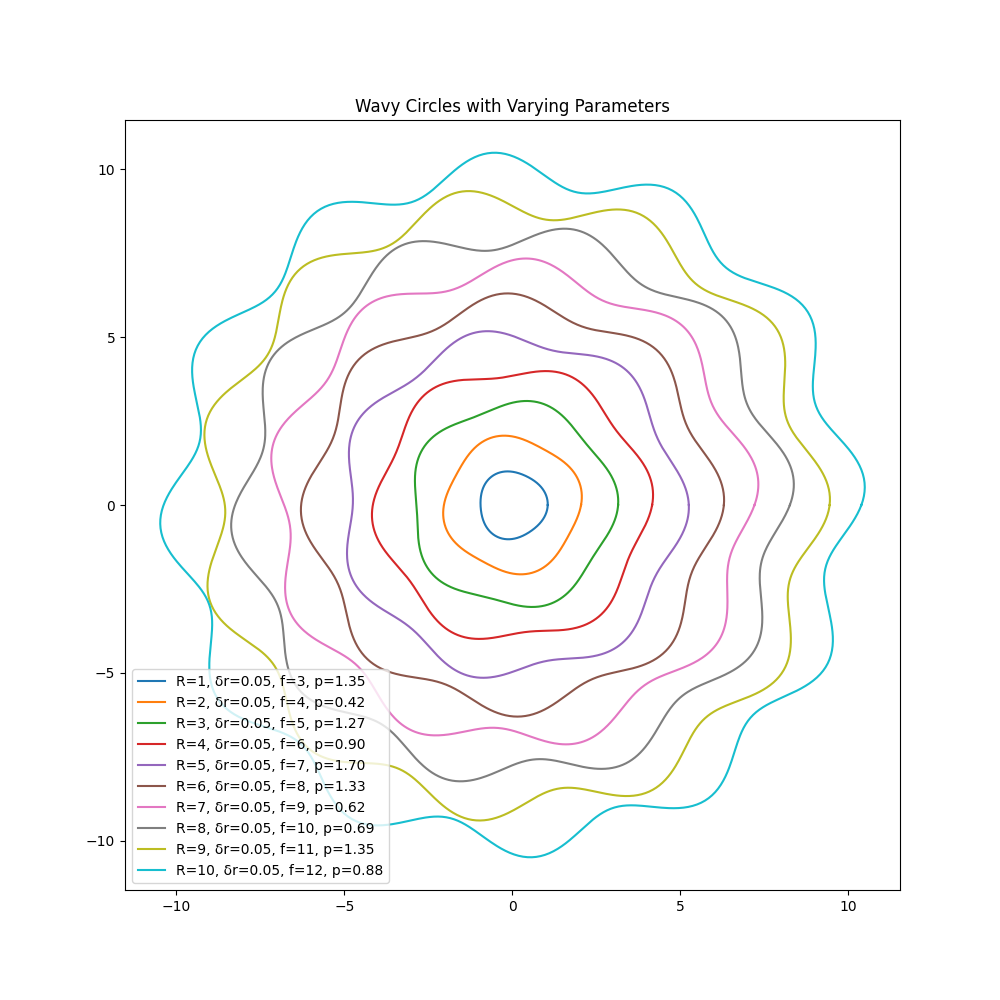 Wavy Circles with Varying Parameters
10
5
0
−5
−10
R=1, δr=0.05, f=3, p=1.35
R=2, δr=0.05, f=4, p=0.42
R=3, δr=0.05, f=5, p=1.27
R=4, δr=0.05, f=6, p=0.90
R=5, δr=0.05, f=7, p=1.70
R=6, δr=0.05, f=8, p=1.33
R=7, δr=0.05, f=9, p=0.62
R=8, δr=0.05, f=10, p=0.69
R=9, δr=0.05, f=11, p=1.35
R=10, δr=0.05, f=12, p=0.88
−10 −5 0 5 10